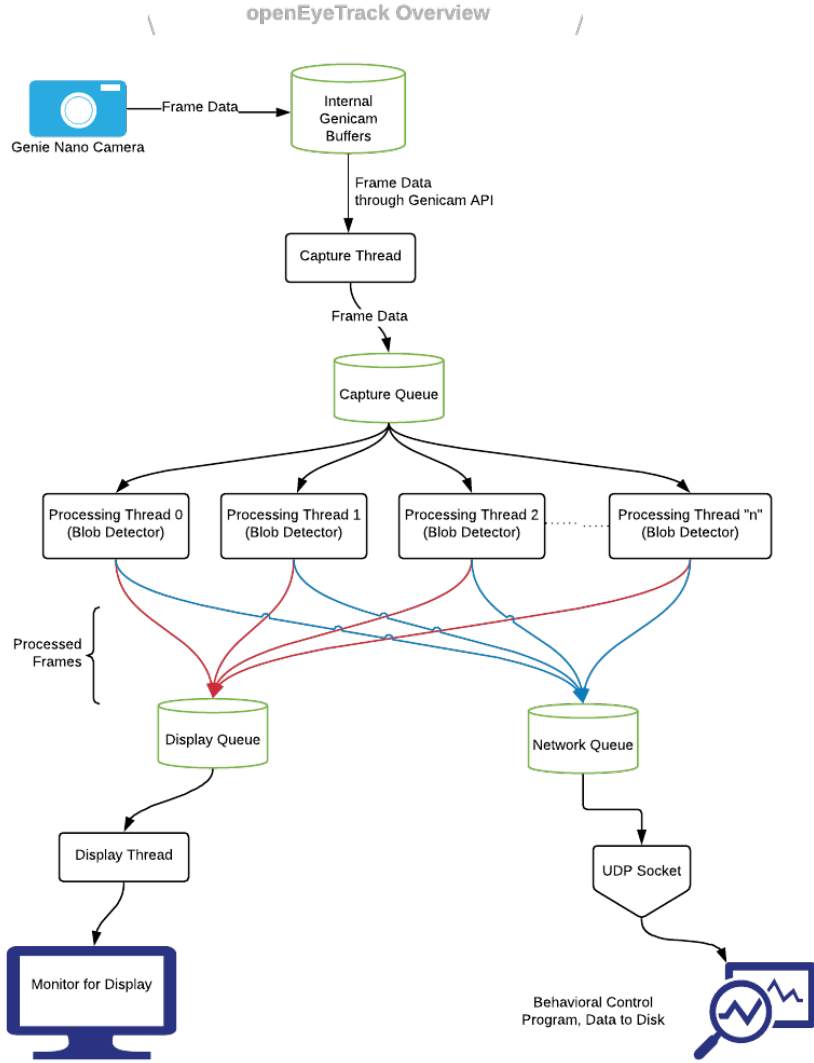 openEyeTrack Overview
Frame Data
Internal
Genicam
Buffers
Genie Nano Camera
Frame Data
through Genicam API
Capture Thread
Frame Data
Capture Queue
Processing Thread 0
(Blob Detector)
Processing Thread 1
(Blob Detector)
Processing Thread 2
(Blob Detector)
Processing Thread "n"
(Blob Detector)
Processed
Frames
Display Queue
Network Queue
Display Thread
UDP Socket
Monitor for Display
Behavioral Control
Program, Data to Disk